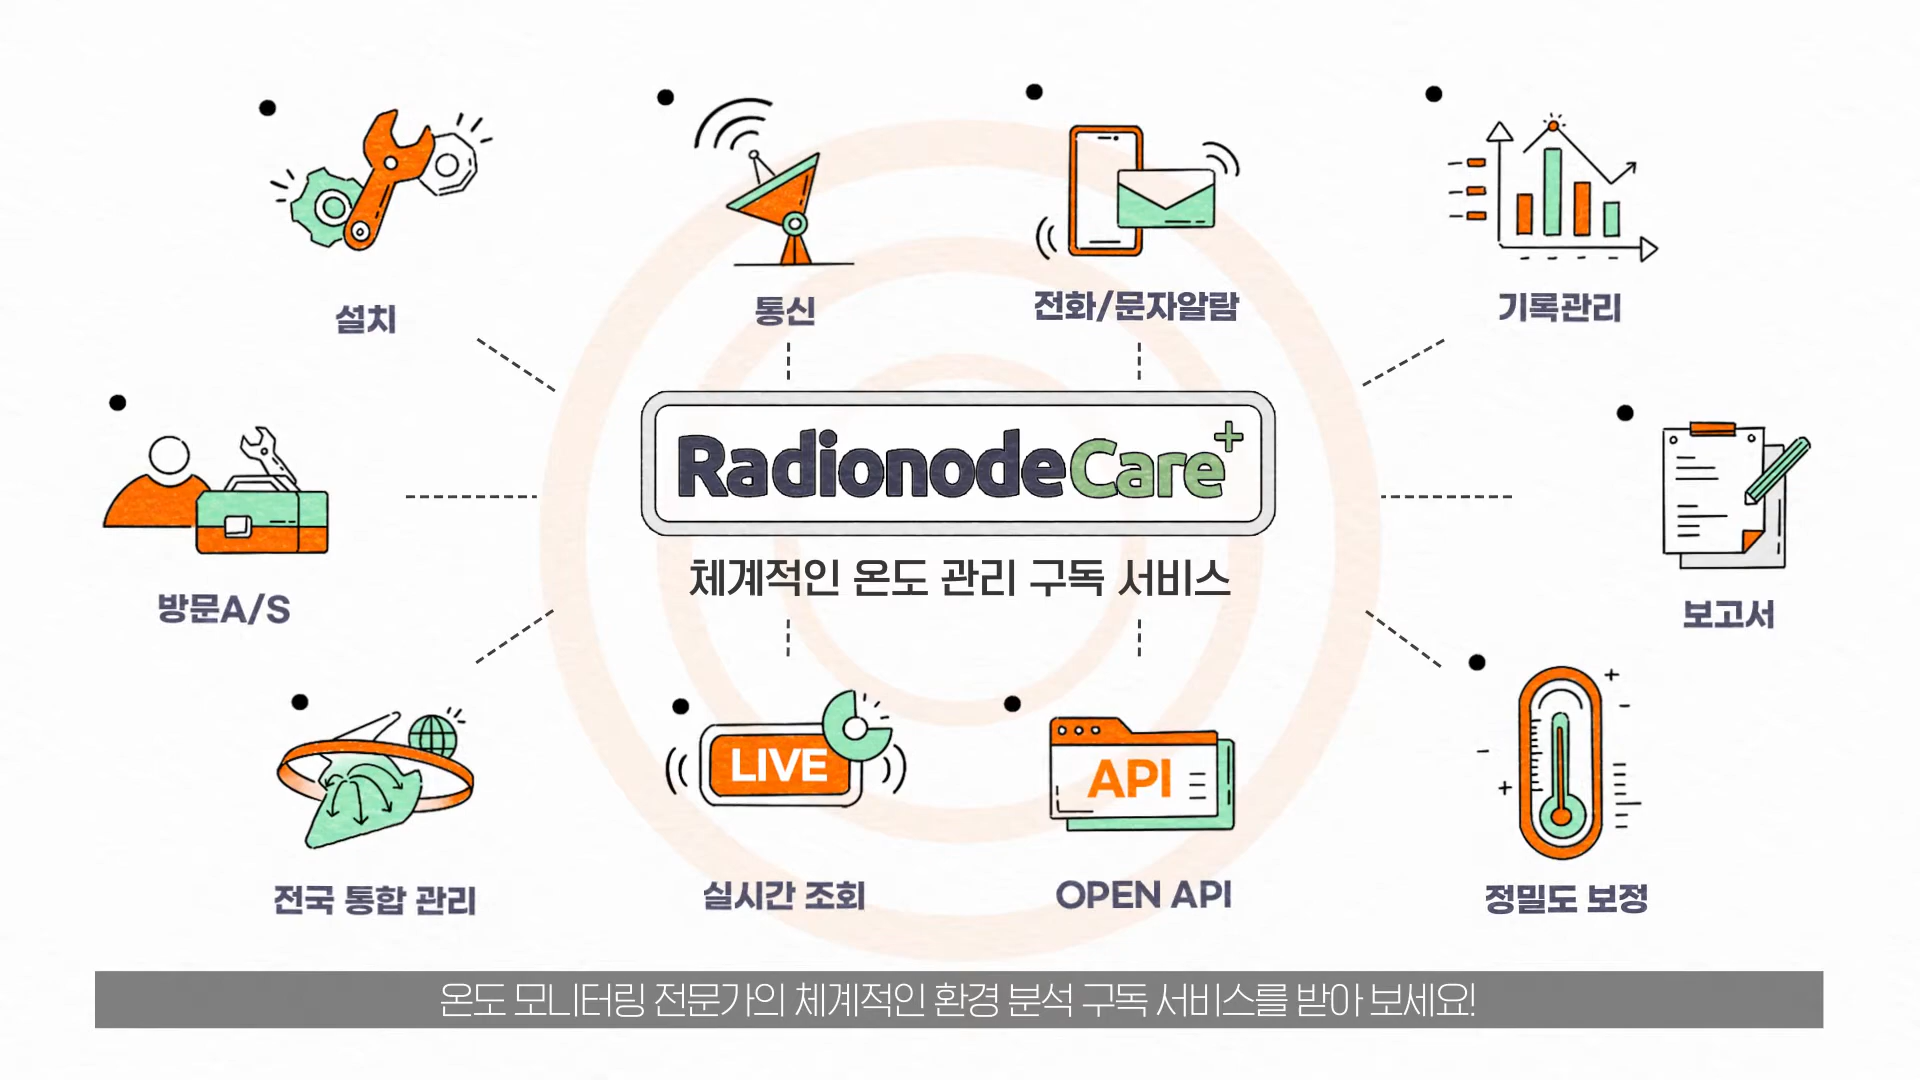 설치
통신
전화/문자알람
기록관리
RadionodeCare+
체계적인 온도 관리 구독 서비스
방문A/S
보고서
LIVE
API
전국 통합 관리
실시간 조회
OPEN API
정밀도 보정
온도 모니터링 전문가의 체계적인 환경 분석 구독 서비스를 받아 보세요!